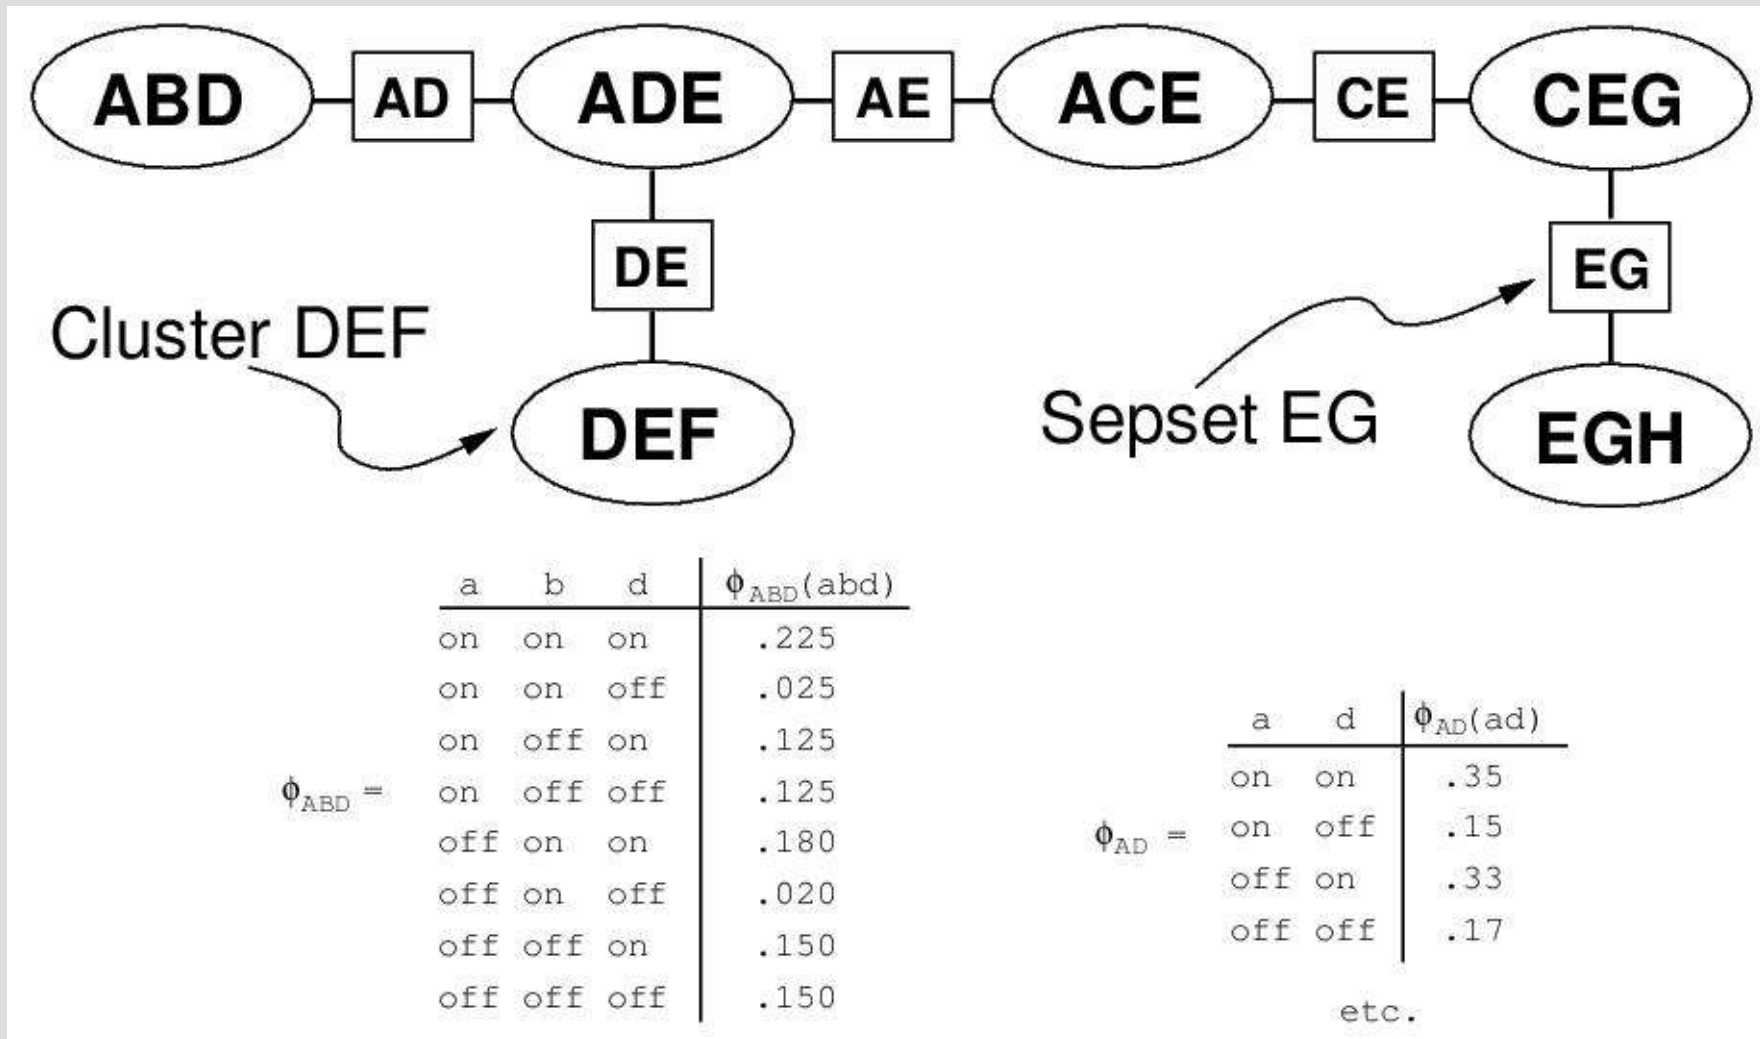 ABD AD ADE AE ACE CE CEG
DE EG
Cluster DEF
Sepset EG
DEF EGH
a b d ϕABD(abd)
on on on .225
on on off .025
on off on .125
ϕABD = on off off .125
off on on .180
off on off .020
off off on .150
off off off .150
a d ϕAD(ad)
on on .35
ϕAD = on off .15
off on .33
off off .17
etc.